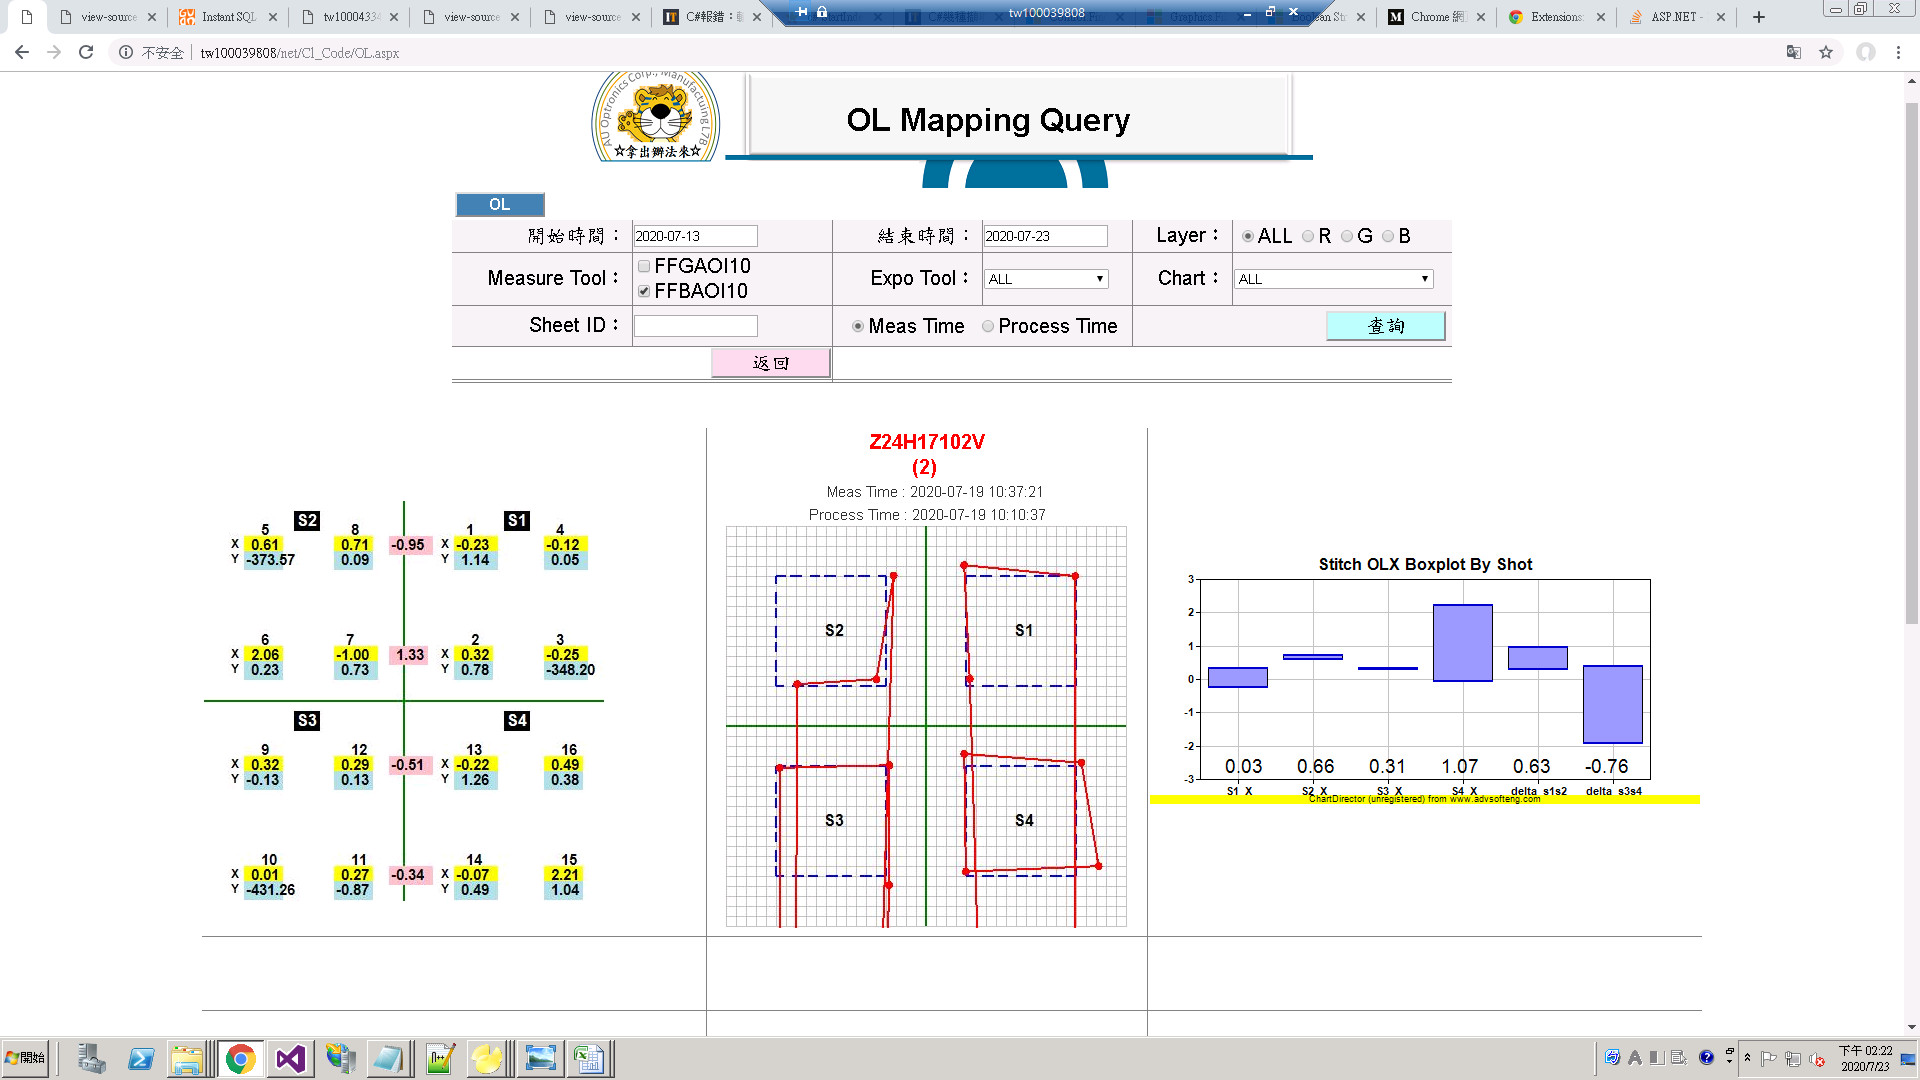 view-source
Instant SQL
tw1000433
view-source
view-source
C#報錯：
tw100039808
Chrome 網
Extensions
ASP.NET -
不安全
tw100039808/net/Cl_Code/OL.aspx
AU Optronics Corp., Manufactuing L7B
☆拿出辦法來☆
OL Mapping Query
OL
開始時間：
2020-07-13
結束時間：
2020-07-23
Layer：
ALL R G B
Measure Tool：
FFGAOI10
FFBAOI10
Expo Tool：
ALL
Chart：
ALL
Sheet ID：
Meas Time
Process Time
查詢
返回
Z24H17102V
(2)
Meas Time : 2020-07-19 10:37:21
Process Time : 2020-07-19 10:10:37
S2 S1
5 8 1 4
X 0.61 0.71 -0.95 X -0.23 -0.12
Y -373.57 0.09 Y 1.14 0.05
6 7 2 3
X 2.06 -1.00 1.33 X 0.32 -0.25
Y 0.23 0.73 Y 0.78 -348.20
S3 S4
9 12 13 16
X 0.32 0.29 -0.51 X -0.22 0.49
Y -0.13 0.13 Y 1.26 0.38
10 11 14 15
X 0.01 0.27 -0.34 X -0.07 2.21
Y -431.26 -0.87 Y 0.49 1.04
S2 S1
S3 S4
Stitch OLX Boxplot By Shot
3
2
1
0
-1
-2
-3
0.03 0.66 0.31 1.07 0.63 -0.76
S1_X S2_X S3_X S4_X delta_s1s2 delta_s3s4
ChartDirector (unregistered) from www.advsofteng.com
開始
下午 02:22
2020/7/23